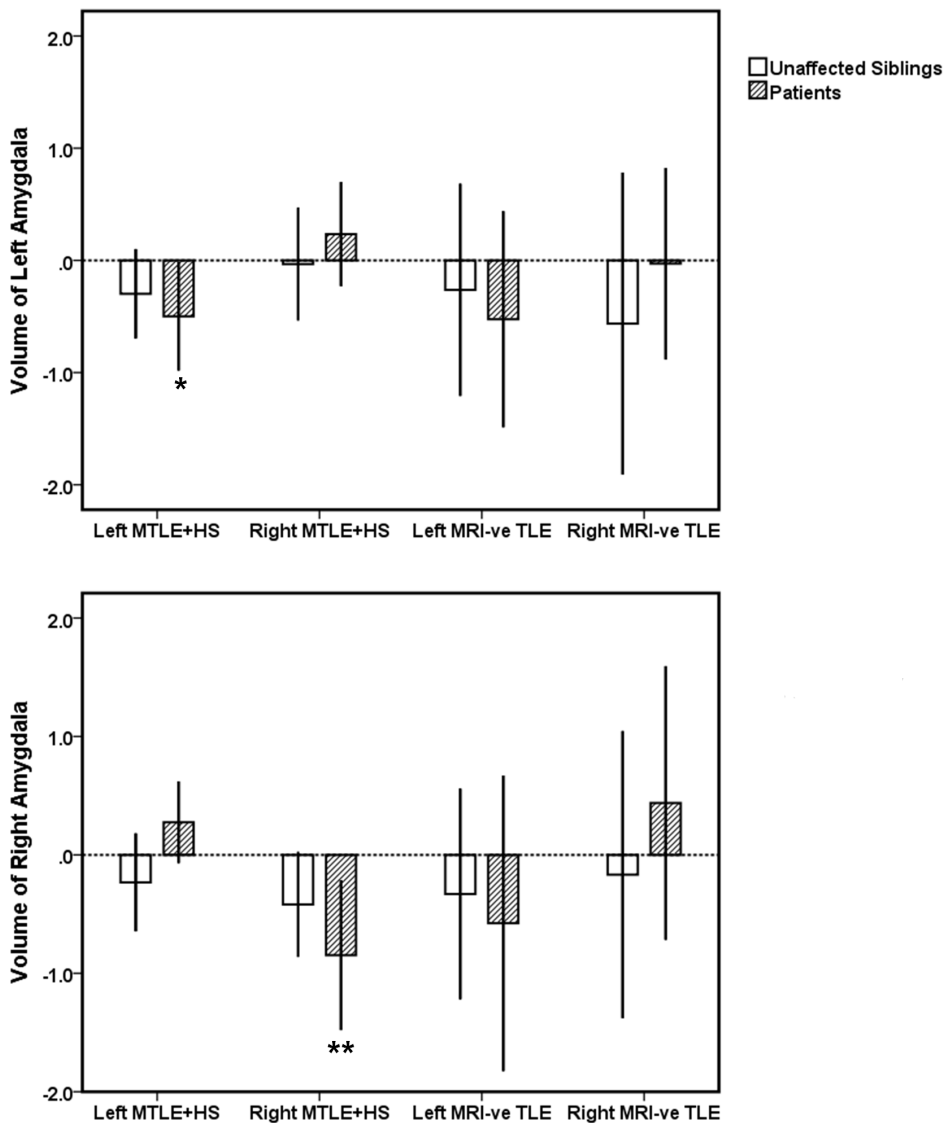 2.0
1.0
.0
-1.0
-2.0
Volume of Left Amygdala
*
Left MTLE+HS Right MTLE+HS Left MRI-ve TLE Right MRI-ve TLE
Unaffected Siblings
Patients
2.0
1.0
.0
-1.0
-2.0
Volume of Right Amygdala
**
Left MTLE+HS Right MTLE+HS Left MRI-ve TLE Right MRI-ve TLE